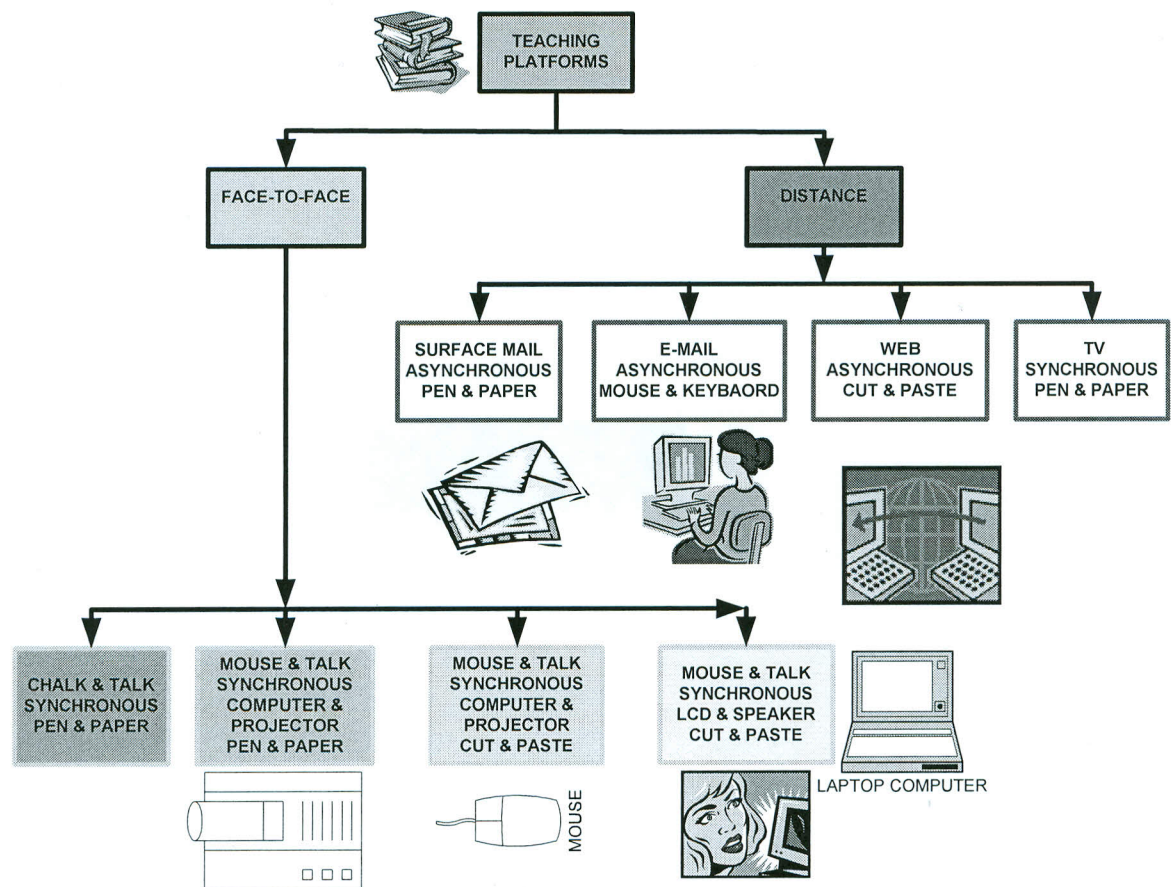 TEACHING
PLATFORMS
FACE-TO-FACE
DISTANCE
SURFACE MAIL
ASYNCHRONOUS
PEN & PAPER
E-MAIL
ASYNCHRONOUS
MOUSE & KEYBAORD
WEB
ASYNCHRONOUS
CUT & PASTE
TV
SYNCHRONOUS
PEN & PAPER
CHALK & TALK
SYNCHRONOUS
PEN & PAPER
MOUSE & TALK
SYNCHRONOUS
COMPUTER &
PROJECTOR
PEN & PAPER
MOUSE & TALK
SYNCHRONOUS
COMPUTER &
PROJECTOR
CUT & PASTE
MOUSE & TALK
SYNCHRONOUS
LCD & SPEAKER
CUT & PASTE
LAPTOP COMPUTER
MOUSE